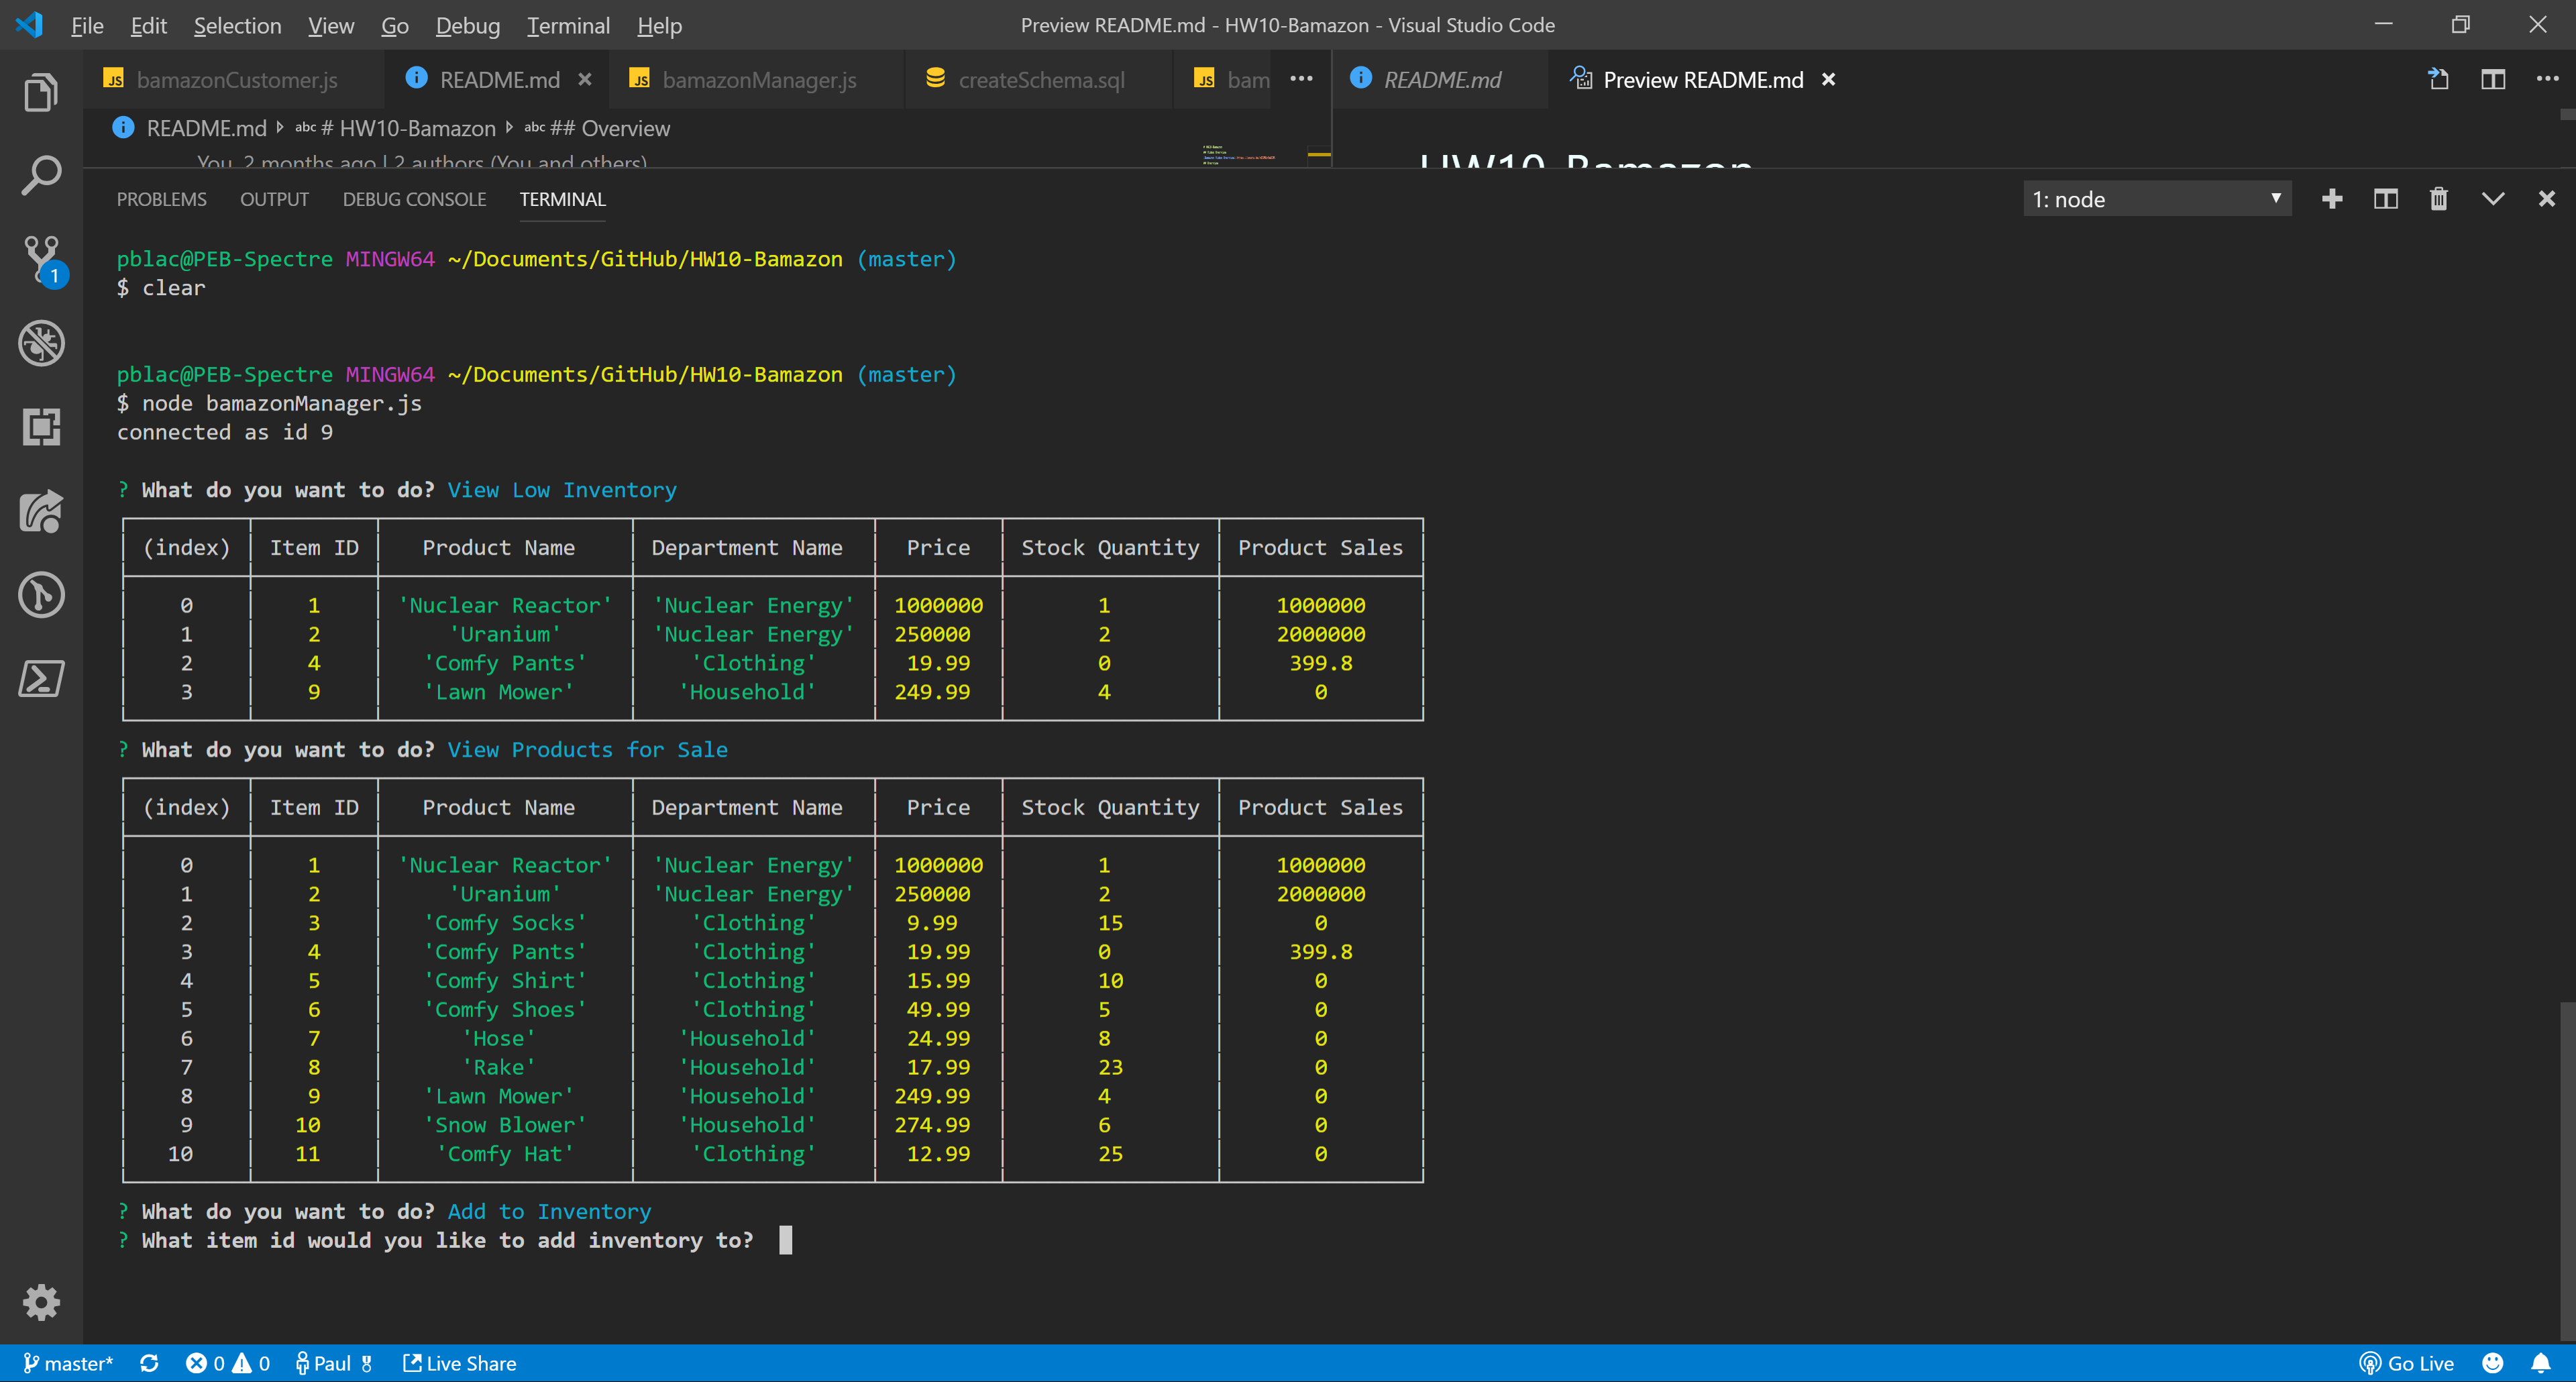 File Edit Selection View Go Debug Terminal Help Preview README.md - HW10-Bamazon - Visual Studio Code
bamazonCustomer.js README.md bamazonManager.js createSchema.sql bam README.md Preview README.md
README.md abc # HW10-Bamazon abc ## Overview
You, 2 months ago | 2 authors (You and others)
HW10-Bamazon
PROBLEMS OUTPUT DEBUG CONSOLE TERMINAL 1: node
pblac@PEB-Spectre MINGW64 ~/Documents/GitHub/HW10-Bamazon (master)
$ clear
pblac@PEB-Spectre MINGW64 ~/Documents/GitHub/HW10-Bamazon (master)
$ node bamazonManager.js
connected as id 9
? What do you want to do? View Low Inventory
(index) Item ID Product Name Department Name Price Stock Quantity Product Sales
0 1 'Nuclear Reactor' 'Nuclear Energy' 1000000 1 1000000
1 2 'Uranium' 'Nuclear Energy' 250000 2 2000000
2 4 'Comfy Pants' 'Clothing' 19.99 0 399.8
3 9 'Lawn Mower' 'Household' 249.99 4 0
? What do you want to do? View Products for Sale
(index) Item ID Product Name Department Name Price Stock Quantity Product Sales
0 1 'Nuclear Reactor' 'Nuclear Energy' 1000000 1 1000000
1 2 'Uranium' 'Nuclear Energy' 250000 2 2000000
2 3 'Comfy Socks' 'Clothing' 9.99 15 0
3 4 'Comfy Pants' 'Clothing' 19.99 0 399.8
4 5 'Comfy Shirt' 'Clothing' 15.99 10 0
5 6 'Comfy Shoes' 'Clothing' 49.99 5 0
6 7 'Hose' 'Household' 24.99 8 0
7 8 'Rake' 'Household' 17.99 23 0
8 9 'Lawn Mower' 'Household' 249.99 4 0
9 10 'Snow Blower' 'Household' 274.99 6 0
10 11 'Comfy Hat' 'Clothing' 12.99 25 0
? What do you want to do? Add to Inventory
? What item id would you like to add inventory to?
1
master* 0 0 Paul Live Share Go Live